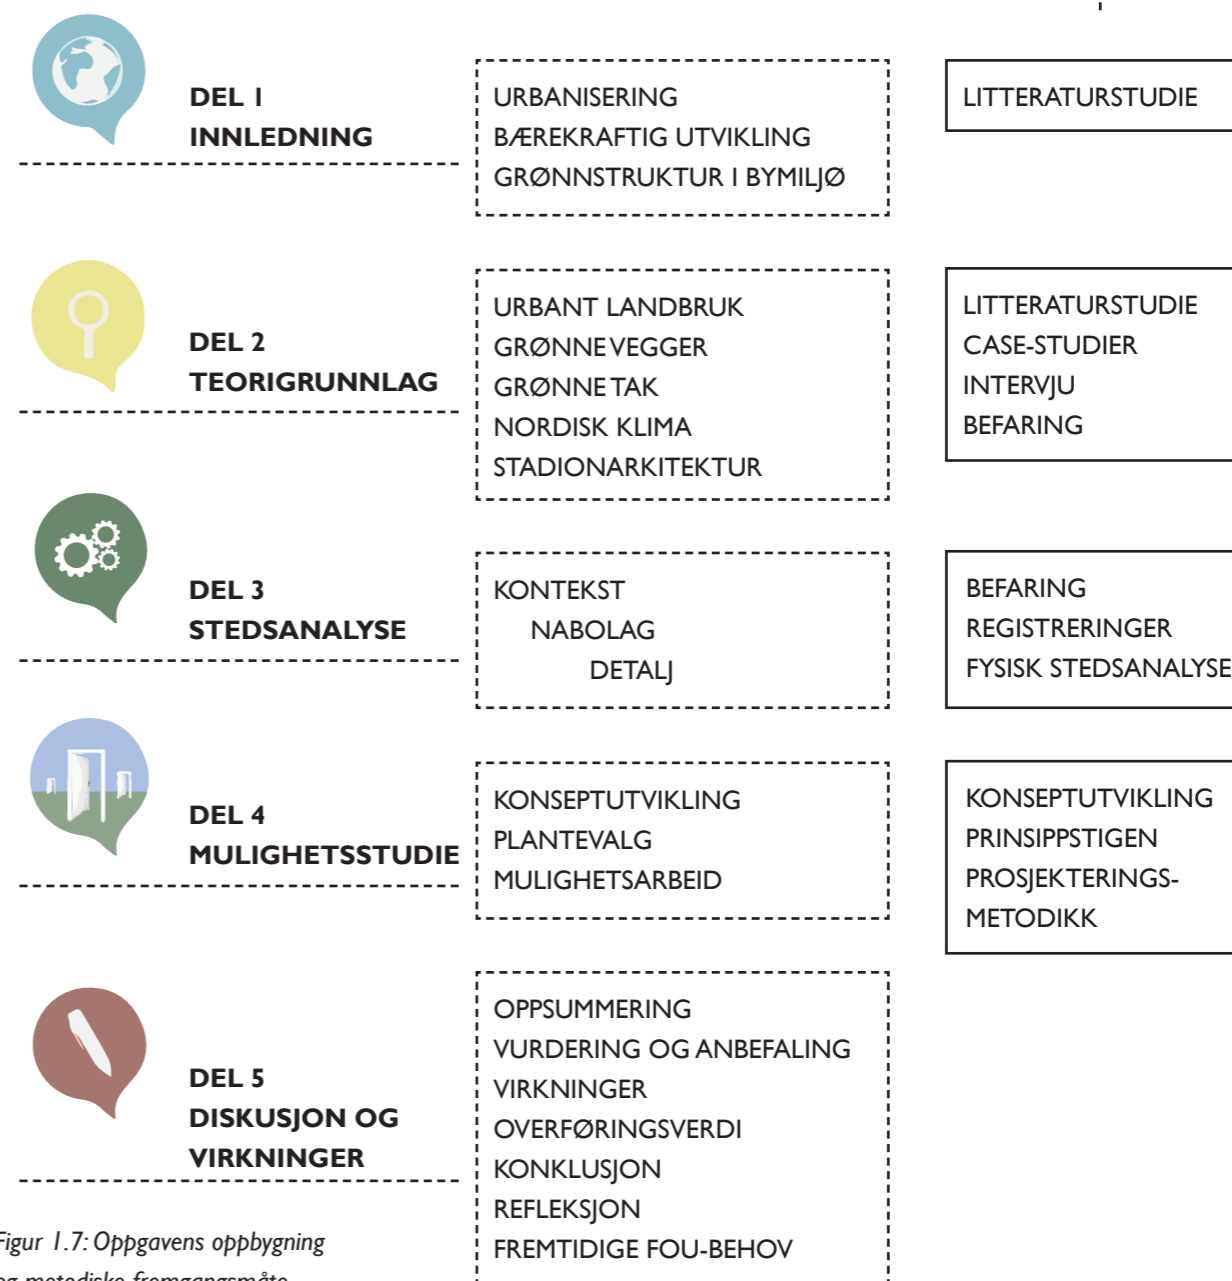 DEL 1
INNLEDNING
URBANISERING
BÆREKRAFTIG UTVIKLING
GRØNNSTRUKTUR I BYMILJØ
LITTERATURSTUDIE
DEL 2
TEORIGRUNNLAG
URBANT LANDBRUK
GRØNNE VEGGER
GRØNNE TAK
NORDISK KLIMA
STADIONARKITEKTUR
LITTERATURSTUDIE
CASE-STUDIER
INTERVJU
BEFARING
DEL 3
STEDSANALYSE
KONTEKST
NABOLAG
DETALJ
BEFARING
REGISTRERINGER
FYSISK STEDSANALYSE
DEL 4
MULIGHETSSTUDIE
KONSEPTUTVIKLING
PLANTEVALG
MULIGHETSARBEID
KONSEPTUTVIKLING
PRINSIPPSTIGEN
PROSJEKTERINGS-
METODIKK
DEL 5
DISKUSJON OG
VIRKNINGER
OPPSUMMERING
VURDERING OG ANBEFALING
VIRKNINGER
OVERFØRINGSVERDI
KONKLUSJON
REFLEKSJON
FREMTIDIGE FOU-BEHOV
Figur 1.7: Oppgavens oppbygning
og metodiske fremgangsmåte